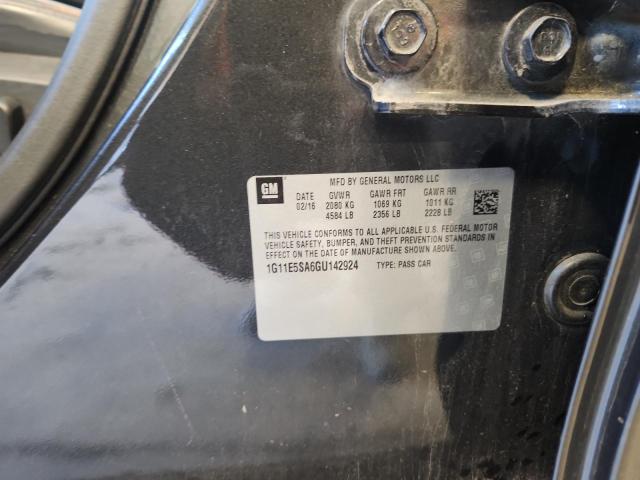 GM
MFD BY GENERAL MOTORS LLC
DATE GVWR GAWR FRT GAWR RR
02/16 2080 KG 1069 KG 1011 KG
4584 LB 2356 LB 2228 LB
THIS VEHICLE CONFORMS TO ALL APPLICABLE U.S. FEDERAL MOTOR
VEHICLE SAFETY, BUMPER, AND THEFT PREVENTION STANDARDS IN
EFFECT ON THE DATE OF MANUFACTURE SHOWN ABOVE.
1G11E5SA6GU142924 TYPE: PASS CAR